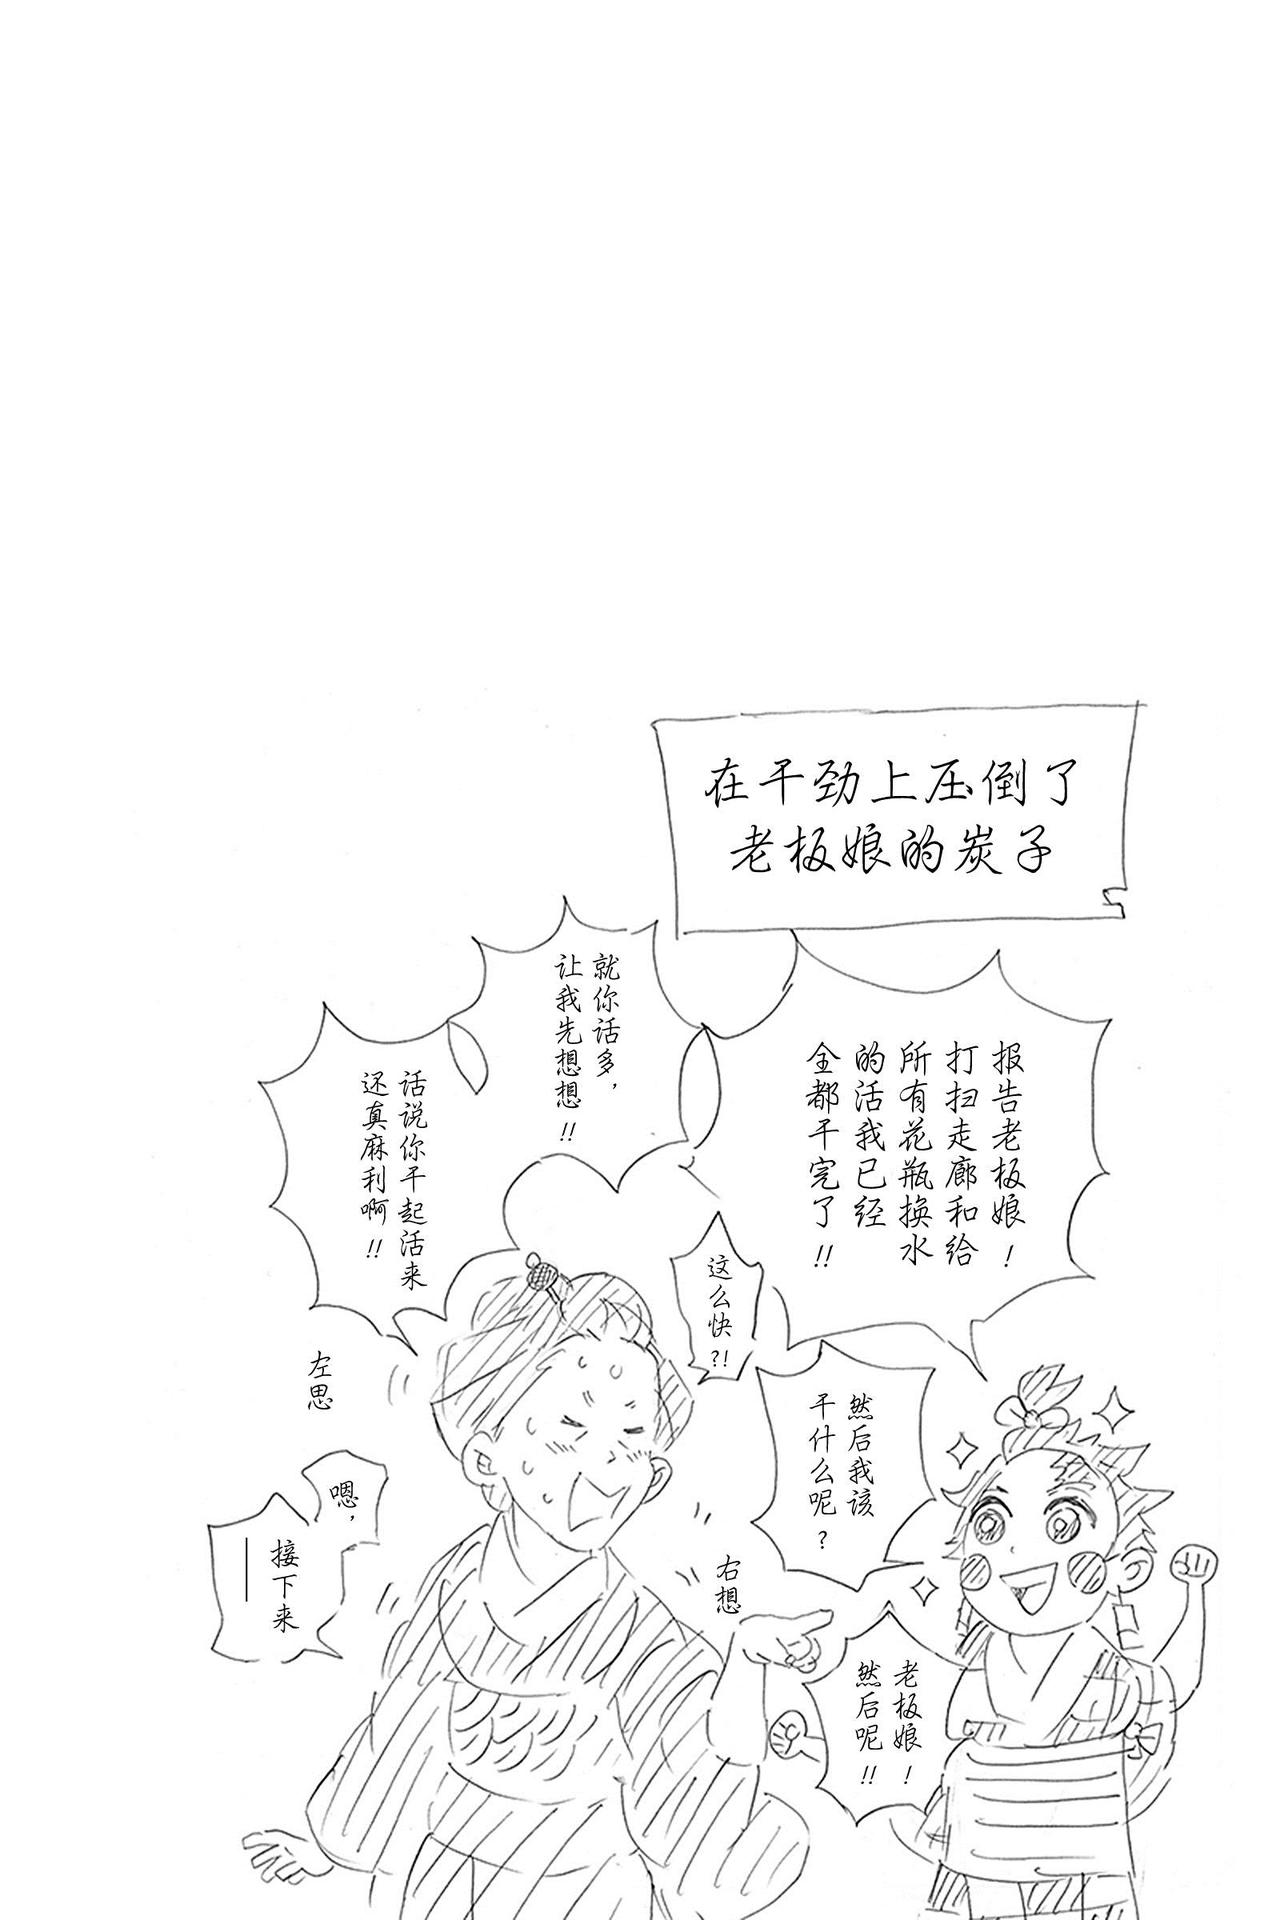 在干劲上压倒了
老板娘的炭子
报告老板娘！
打扫走廊和给
所有花瓶换水
的活我已经
全都干完了!!
这么快?!
然后我该
干什么呢?
就你话多，
让我先想想!!
话说你干起活来
还真麻利啊!!
左思
右想
嗯，
接下来
——
老板娘！
然后呢!!